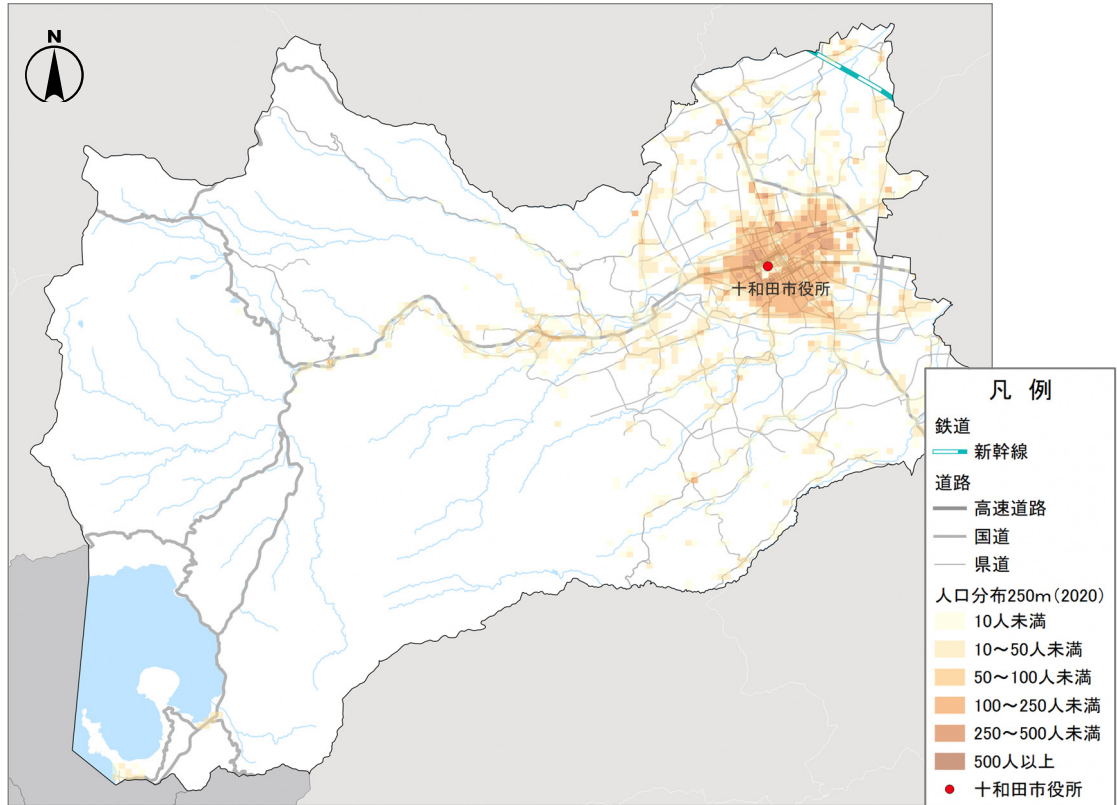 N
十和田市役所
凡 例
鉄道
新幹線
道路
高速道路
国道
県道
人口分布250m(2020)
10人未満
10～50人未満
50～100人未満
100～250人未満
250～500人未満
500人以上
十和田市役所